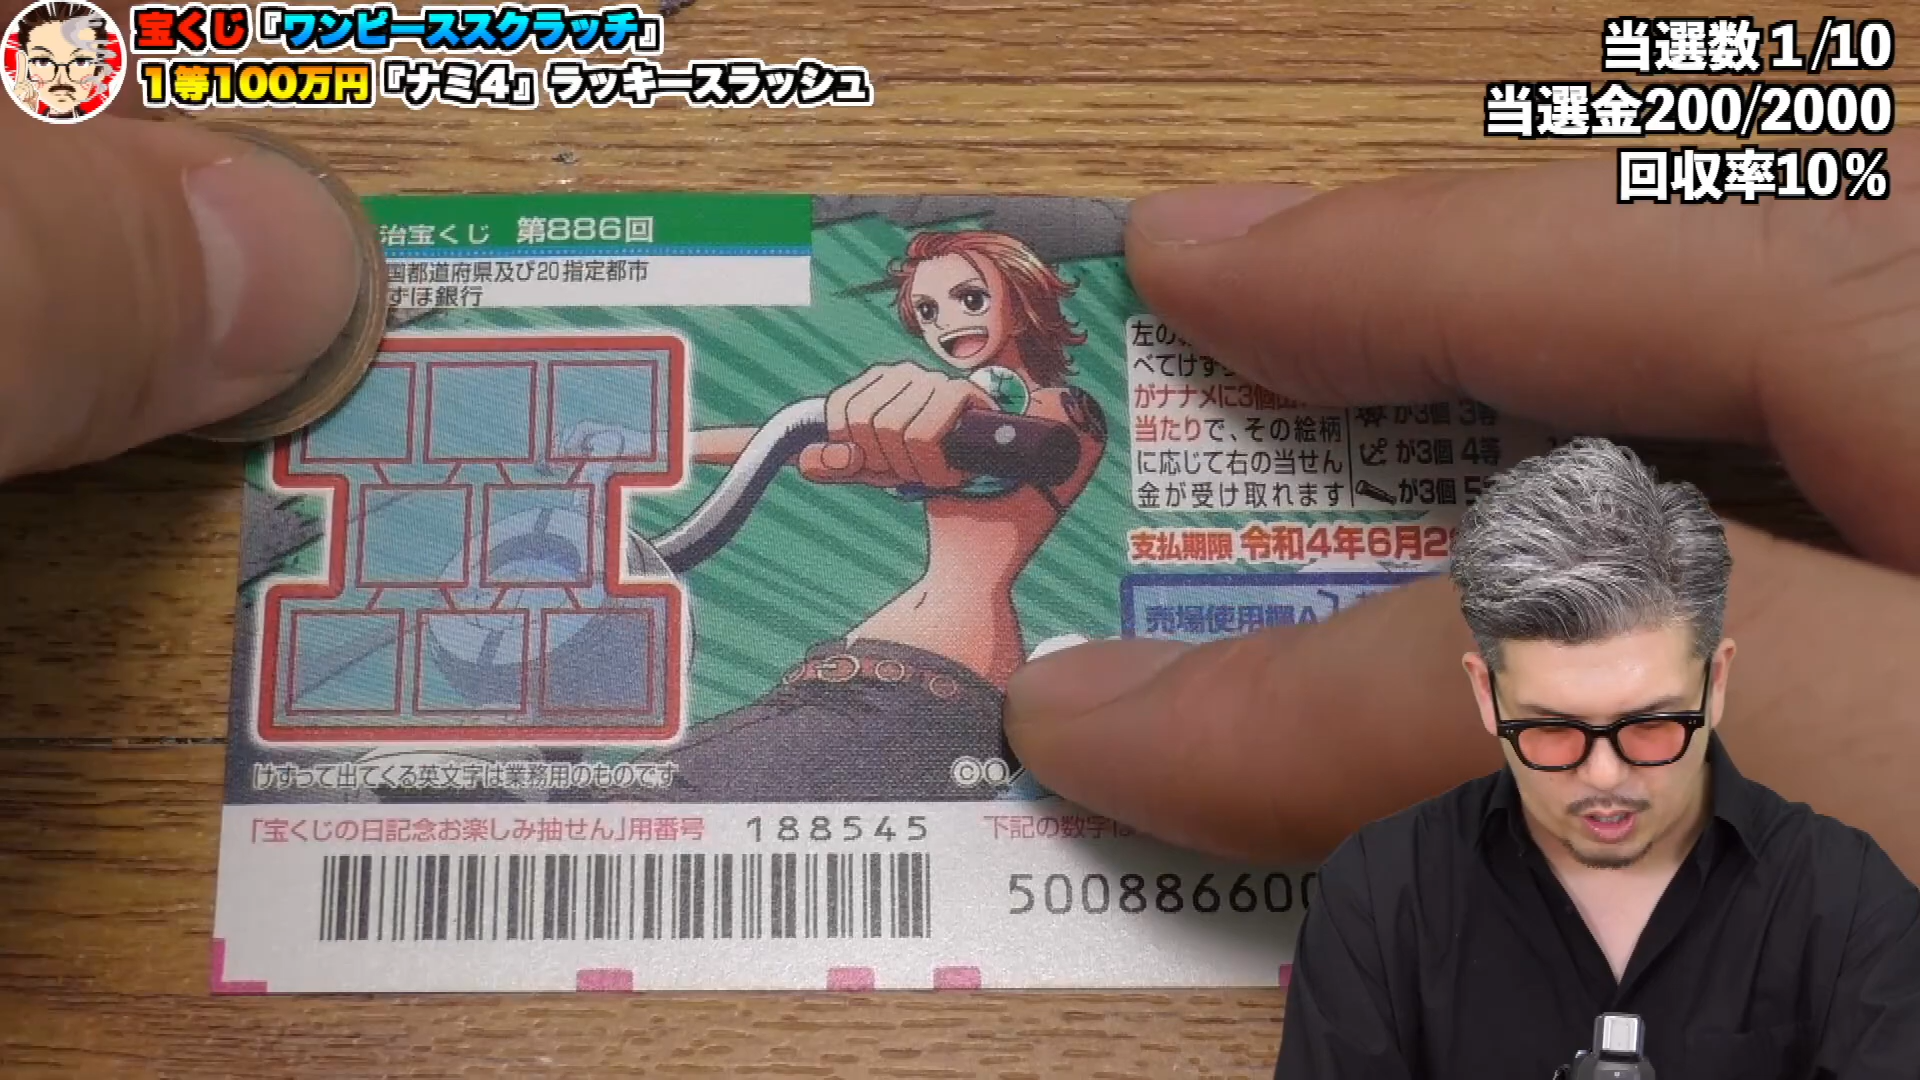 宝くじ『ワンピーススクラッチ』
1等100万円『ナミ4』ラッキースラッシュ
当選数1/10
当選金200/2000
回収率10%
治宝くじ 第886回
国都道府県及び20指定都市
ずほ銀行
左の
べてけず
がナナメに3個
当たりで、その絵柄
に応じて右の当せん
金が受け取れます
が3個 3等
が3個 4等
が3個 5
支払期限 令和4年6月2
売場使用欄A
けずって出てくる英文字は業務用のものです
©
「宝くじの日記念お楽しみ抽せん」用番号 188545
下記の数字は
500886600